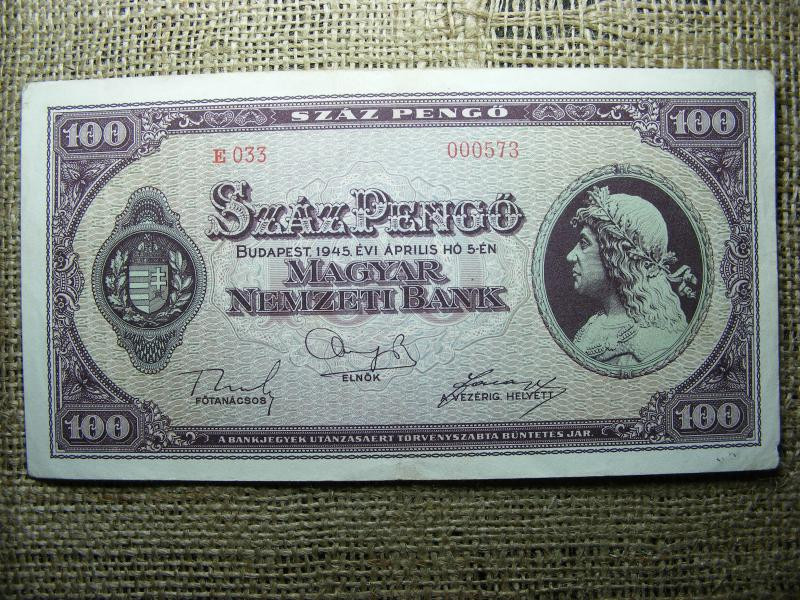 SZÁZ PENGŐ
100 100
E 033 000573
SZÁZ PENGŐ
BUDAPEST, 1945. ÉVI ÁPRILIS HÓ 5-ÉN
MAGYAR
NEMZETI BANK
FŐTANÁCSOS ELNÖK A VEZÉRIG. HELYETT
100 100
A BANKJEGYEK UTÁNZÁSÁÉRT TÖRVÉNYSZABTA BÜNTETÉS JÁR.